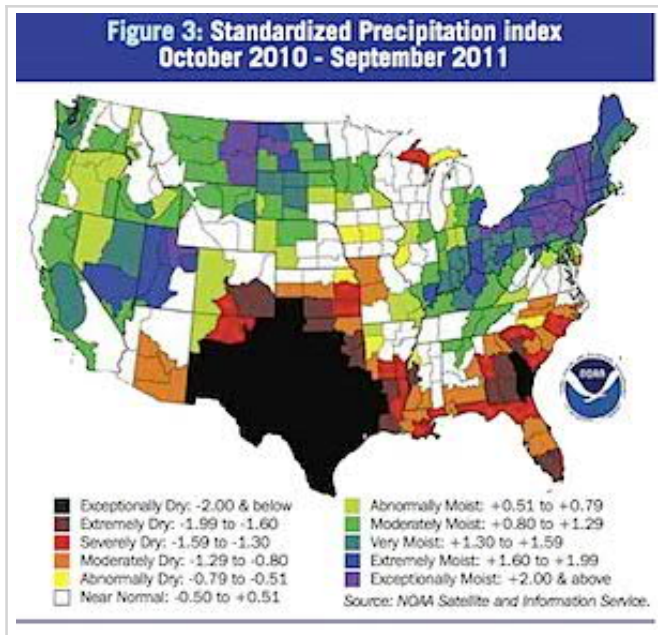 Figure 3: Standardized Precipitation index
October 2010 - September 2011
NOAA
Exceptionally Dry: -2.00 & below
Extremely Dry: -1.99 to -1.60
Severely Dry: -1.59 to -1.30
Moderately Dry: -1.29 to -0.80
Abnormally Dry: -0.79 to -0.51
Near Normal: -0.50 to +0.51
Abnormally Moist: +0.51 to +0.79
Moderately Moist: +0.80 to +1.29
Very Moist: +1.30 to +1.59
Extremely Moist: +1.60 to +1.99
Exceptionally Moist: +2.00 & above
Source: NOAA Satellite and Information Service.